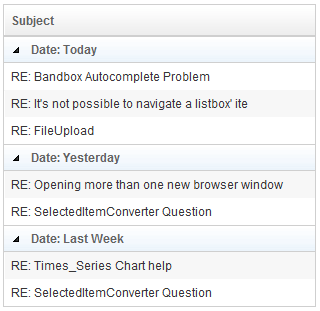 Subject
Date: Today
RE: Bandbox Autocomplete Problem
RE: It's not possible to navigate a listbox' ite
RE: FileUpload
Date: Yesterday
RE: Opening more than one new browser window
RE: SelectedItemConverter Question
Date: Last Week
RE: Times_Series Chart help
RE: SelectedItemConverter Question